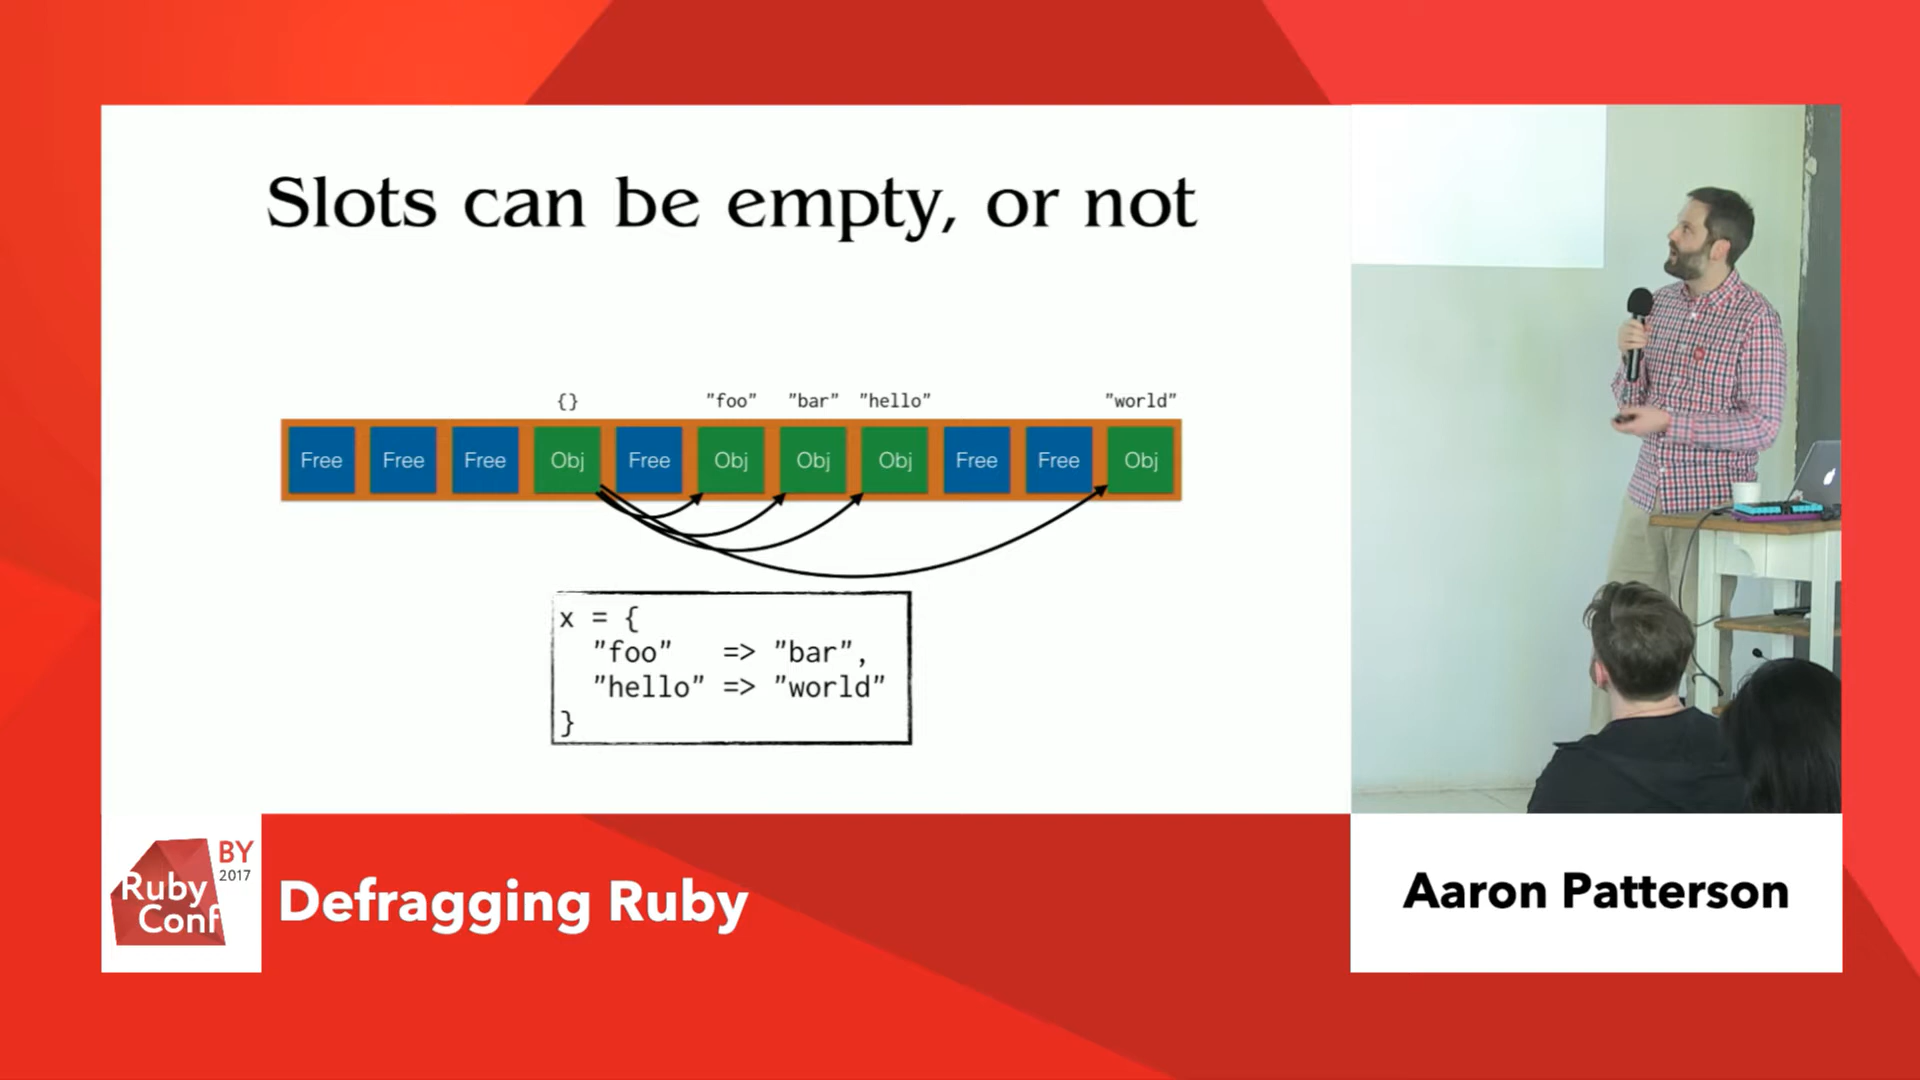 Slots can be empty, or not
{} "foo" "bar" "hello" "world"
Free Free Free Obj Free Obj Obj Obj Free Free Obj
x = {
"foo" => "bar",
"hello" => "world"
}
Ruby
Conf
BY
2017
Defragging Ruby
Aaron Patterson